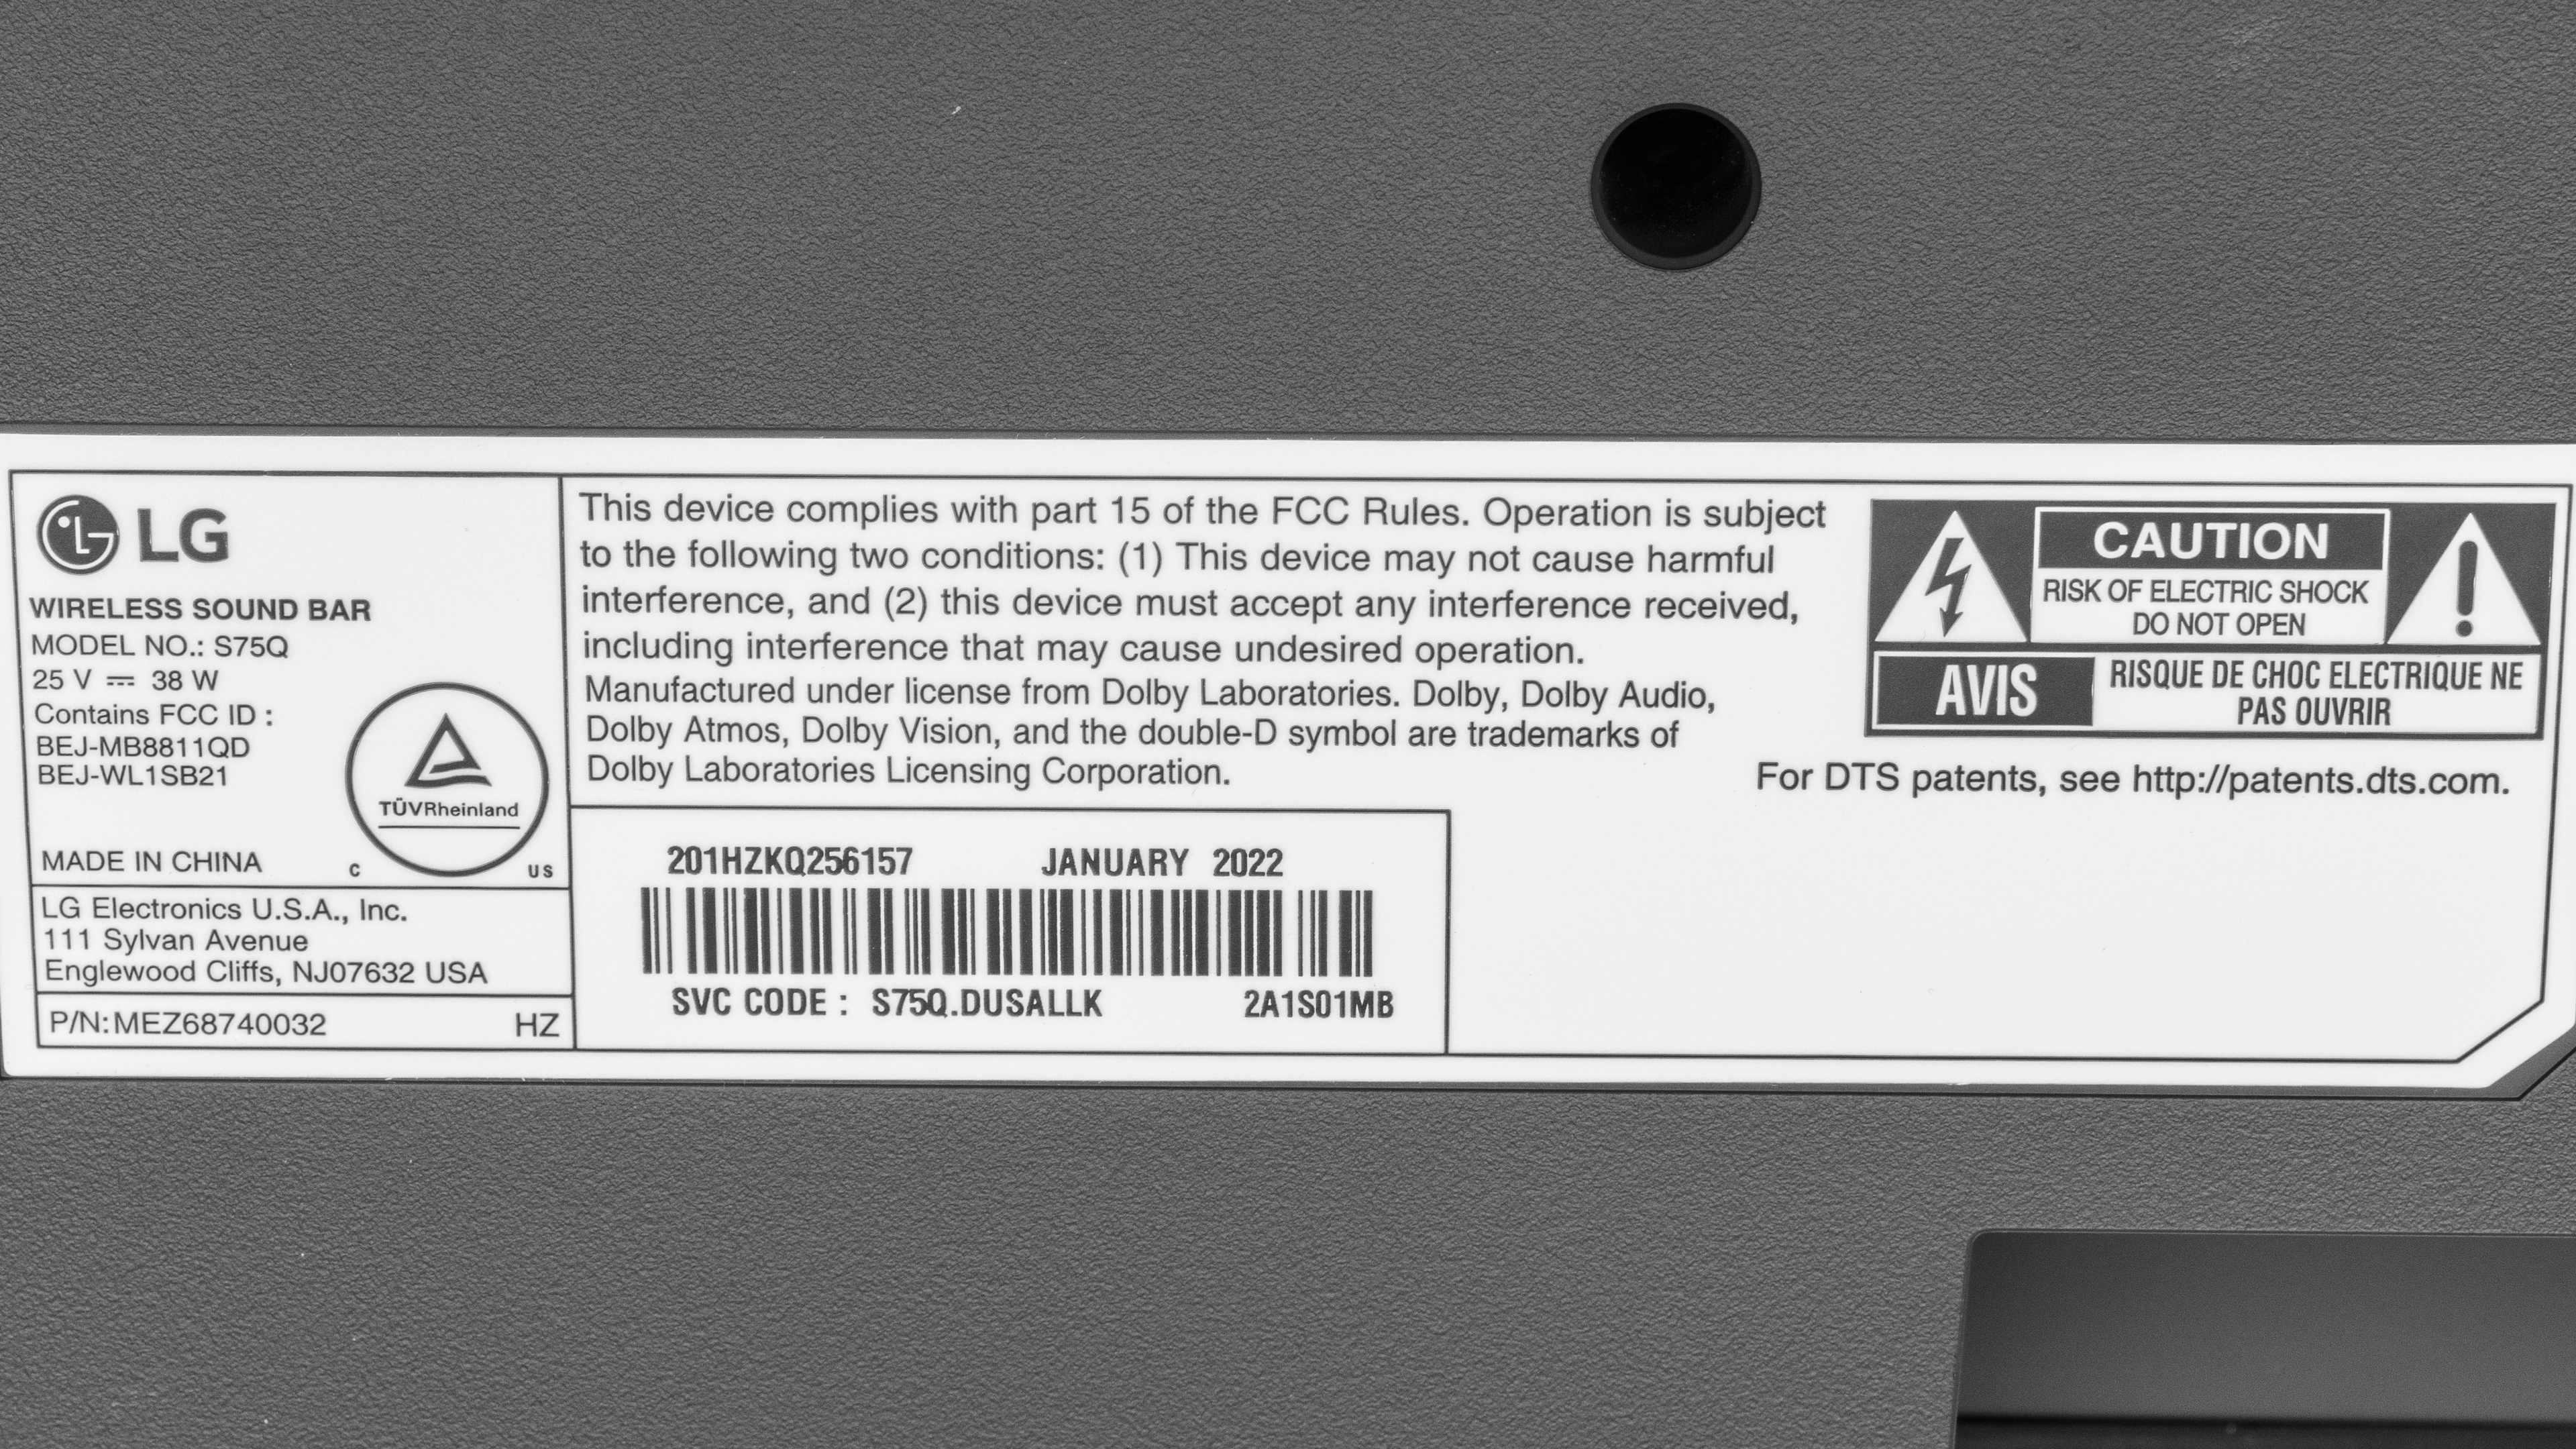 LG
WIRELESS SOUND BAR
MODEL NO.: S75Q
25 V ⎓ 38 W
Contains FCC ID :
BEJ-MB8811QD
BEJ-WL1SB21
TÜVRheinland
MADE IN CHINA
C US
LG Electronics U.S.A., Inc.
111 Sylvan Avenue
Englewood Cliffs, NJ07632 USA
P/N:MEZ68740032 HZ
This device complies with part 15 of the FCC Rules. Operation is subject
to the following two conditions: (1) This device may not cause harmful
interference, and (2) this device must accept any interference received,
including interference that may cause undesired operation.
Manufactured under license from Dolby Laboratories. Dolby, Dolby Audio,
Dolby Atmos, Dolby Vision, and the double-D symbol are trademarks of
Dolby Laboratories Licensing Corporation.
201HZKQ256157 JANUARY 2022
SVC CODE : S75Q.DUSALLK 2A1S01MB
CAUTION
RISK OF ELECTRIC SHOCK
DO NOT OPEN
AVIS
RISQUE DE CHOC ELECTRIQUE NE
PAS OUVRIR
For DTS patents, see http://patents.dts.com.